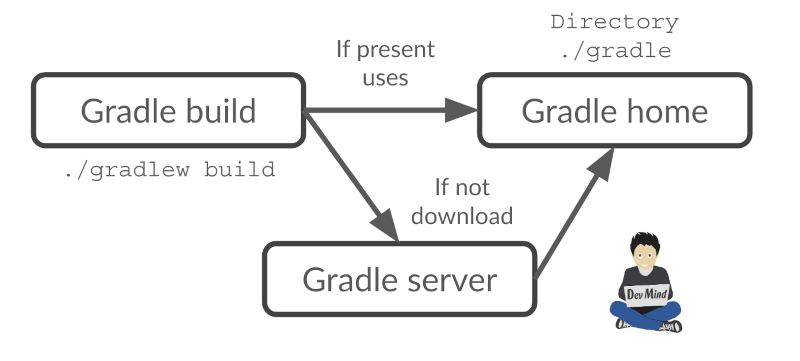 Directory
./gradle
If present
uses
Gradle build
Gradle home
./gradlew build
If not
download
Gradle server
Dev Mind